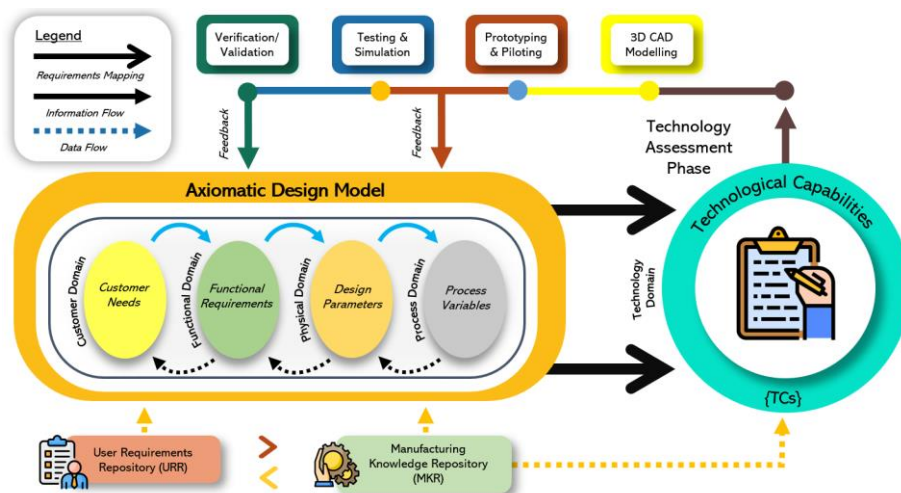 Legend
Requirements Mapping
Information Flow
Data Flow
Verification/
Validation
Testing &
Simulation
Prototyping
& Piloting
3D CAD
Modelling
Feedback
Feedback
Technology
Assessment
Phase
Axiomatic Design Model
Customer Domain
Customer
Needs
Functional Domain
Functional
Requirements
Physical Domain
Design
Parameters
Process Domain
Process
Variables
Technology
Domain
Technological Capabilities
{TCs}
User Requirements
Repository (URR)
>
<
Manufacturing
Knowledge Repository
(MKR)